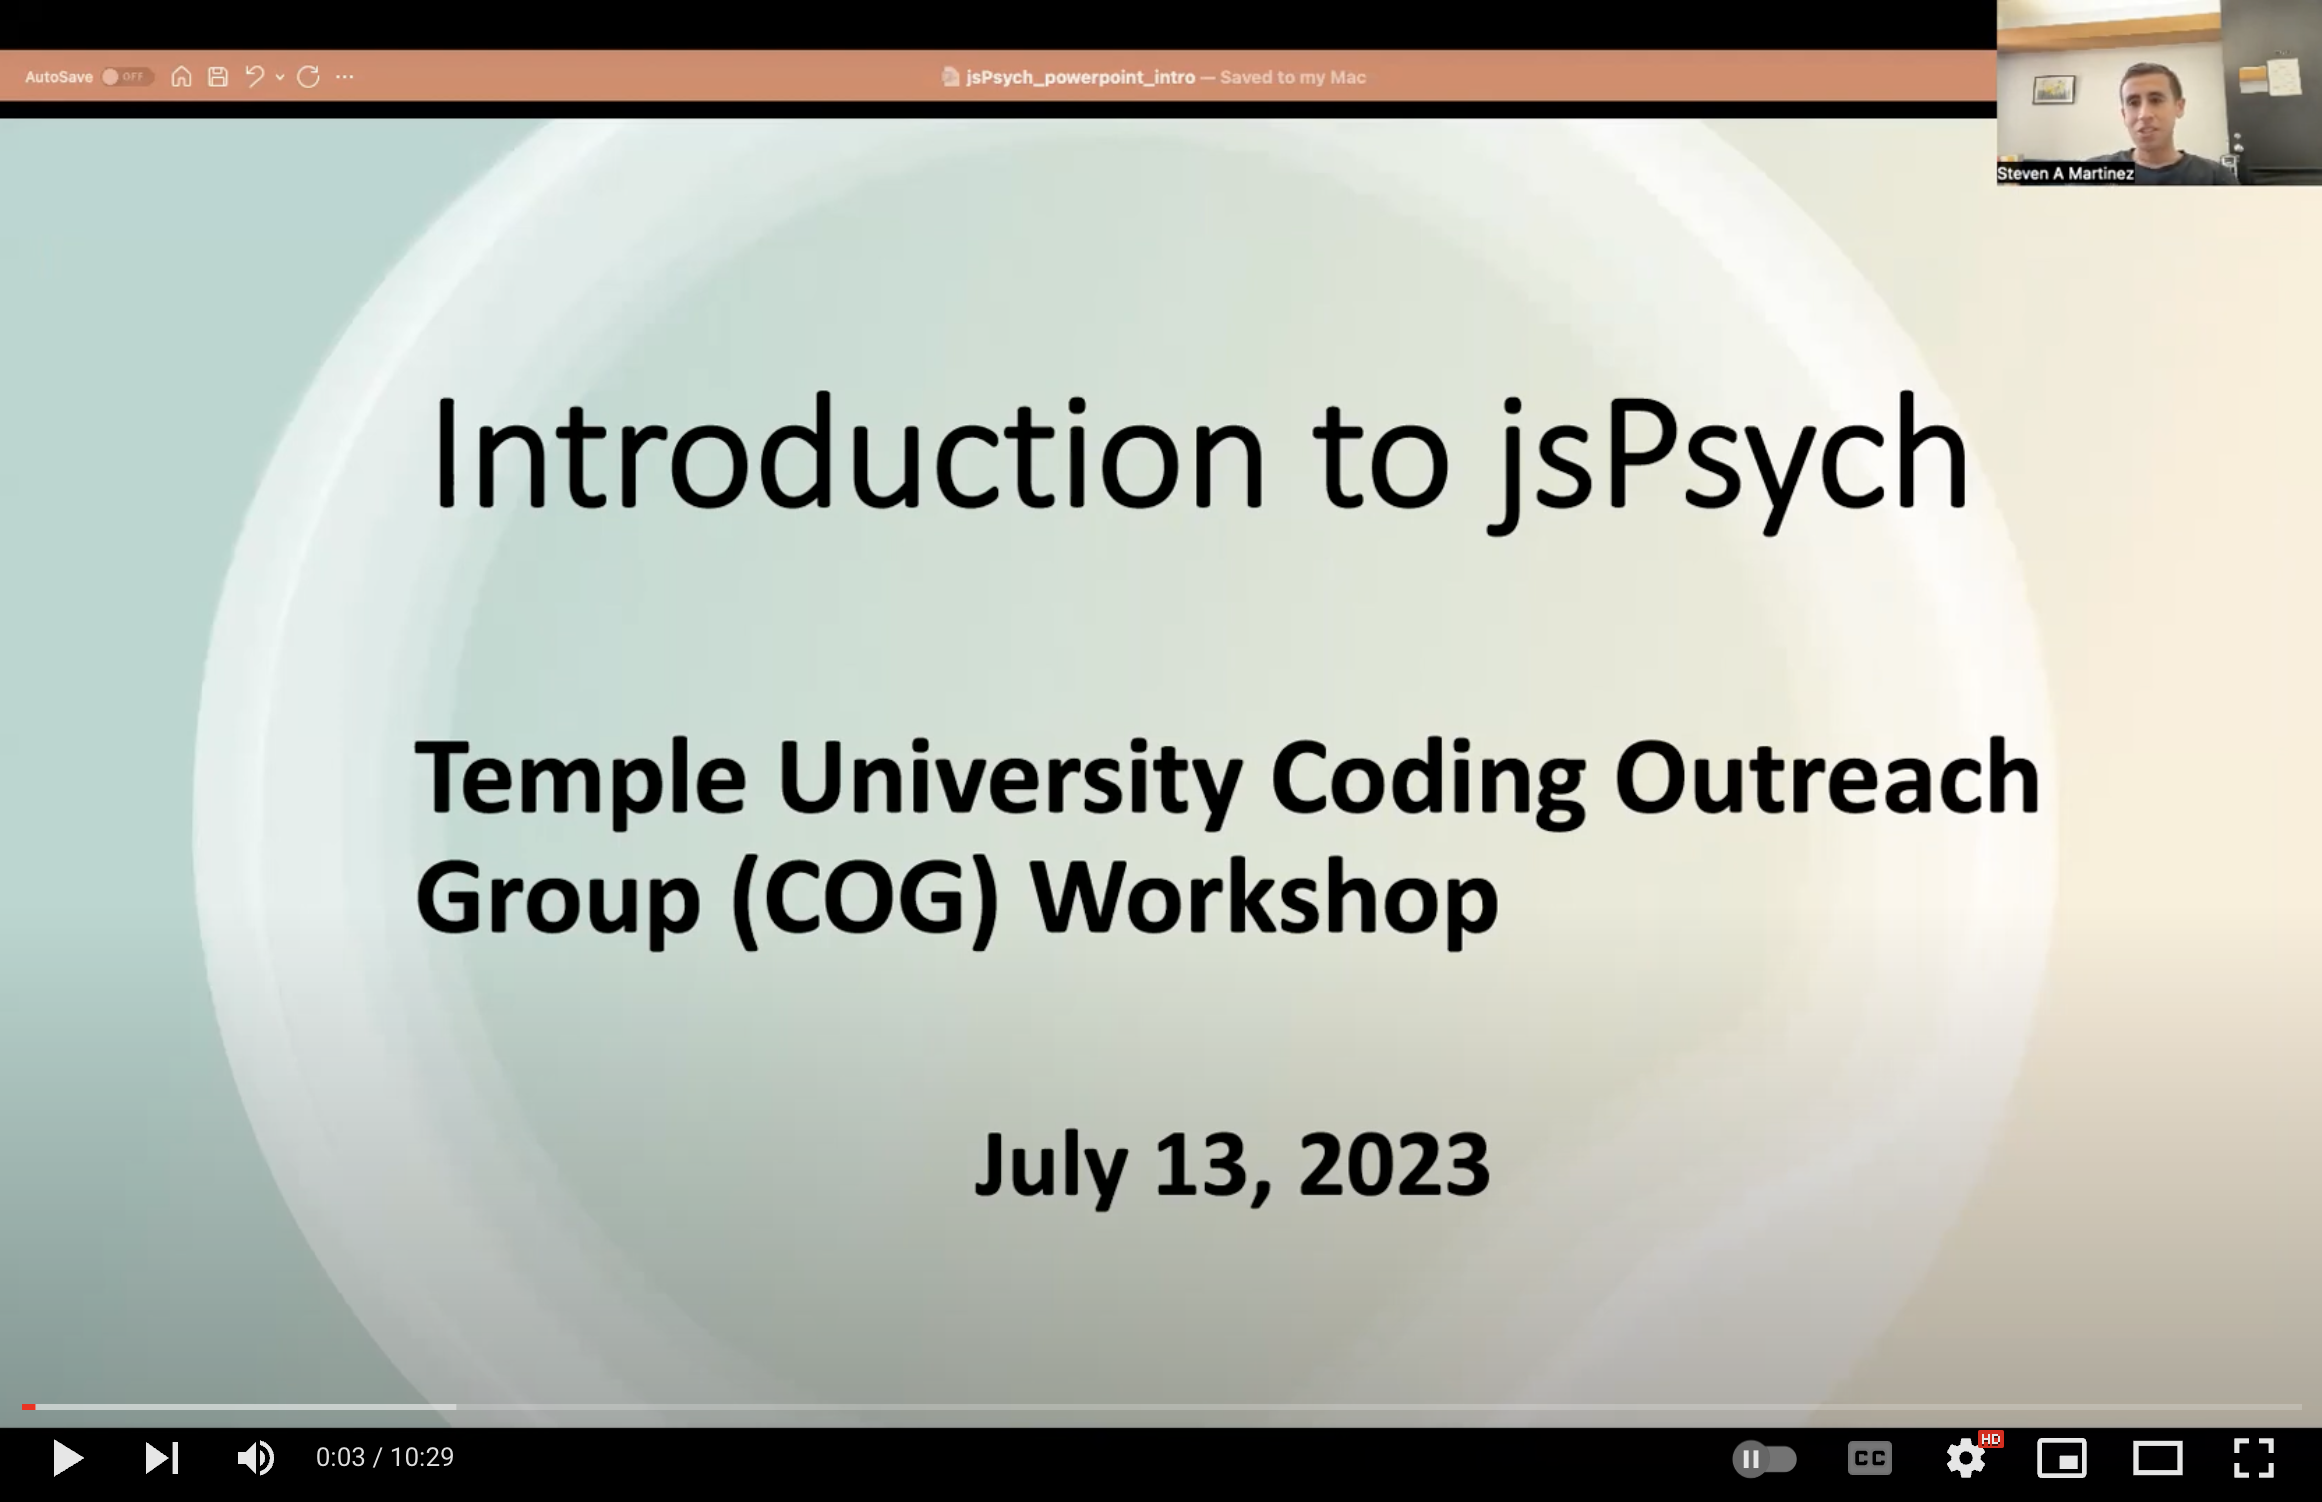 AutoSave OFF
jsPsych_powerpoint_intro — Saved to my Mac
Steven A Martinez
Introduction to jsPsych
Temple University Coding Outreach
Group (COG) Workshop
July 13, 2023
0:03 / 10:29
CC
HD